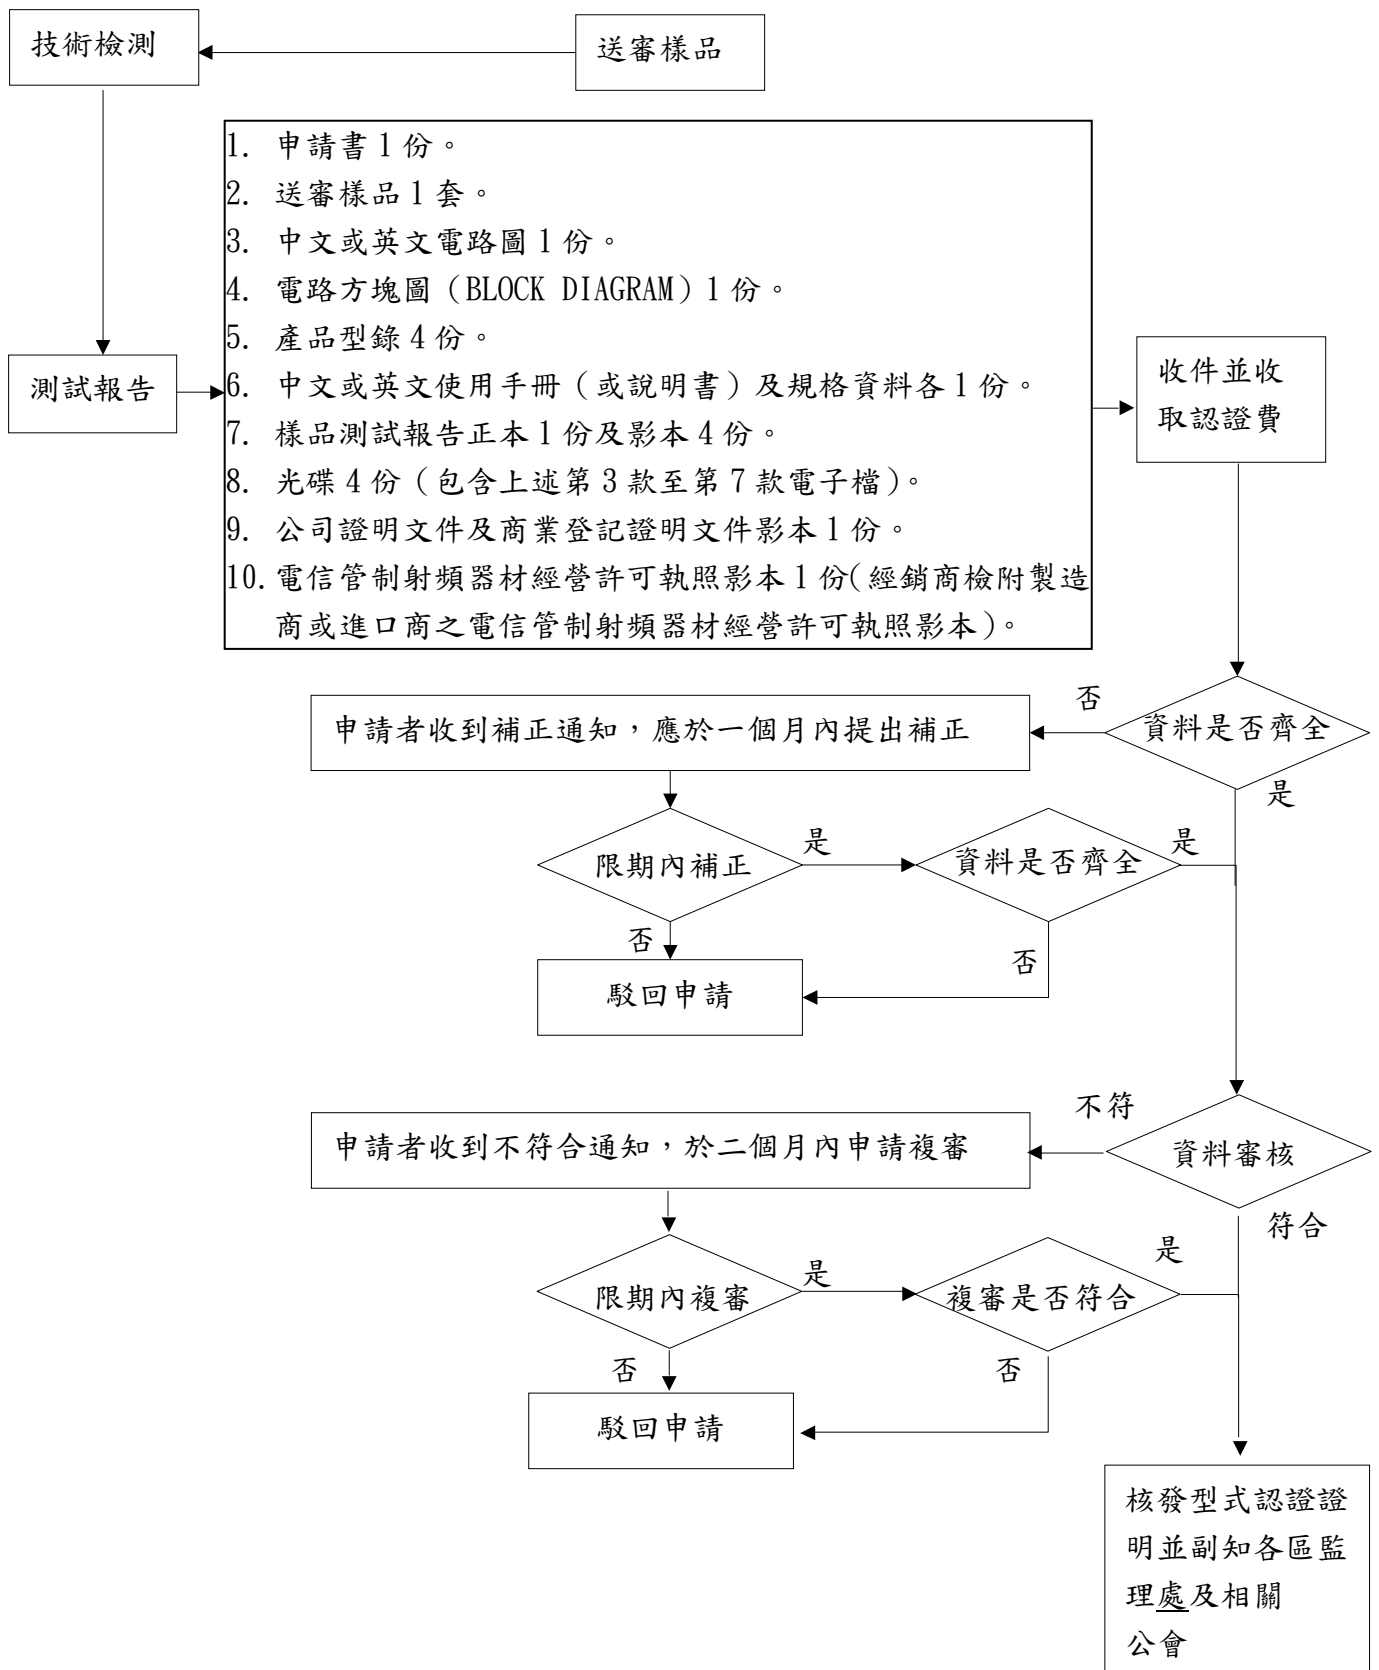 技術檢測
送審樣品
1. 申請書 1 份。
2. 送審樣品 1 套。
3. 中文或英文電路圖 1 份。
4. 電路方塊圖（BLOCK DIAGRAM）1 份。
5. 產品型錄 4 份。
6. 中文或英文使用手冊（或說明書）及規格資料各 1 份。
7. 樣品測試報告正本 1 份及影本 4 份。
8. 光碟 4 份（包含上述第 3 款至第 7 款電子檔）。
9. 公司證明文件及商業登記證明文件影本 1 份。
10. 電信管制射頻器材經營許可執照影本 1 份(經銷商檢附製造
商或進口商之電信管制射頻器材經營許可執照影本)。
測試報告
收件並收
取認證費
否
資料是否齊全
申請者收到補正通知，應於一個月內提出補正
是
限期內補正
是
資料是否齊全
是
否
否
駁回申請
不符
資料審核
申請者收到不符合通知，於二個月內申請複審
符合
限期內複審
是
複審是否符合
是
否
否
駁回申請
核發型式認證證
明並副知各區監
理處及相關
公會